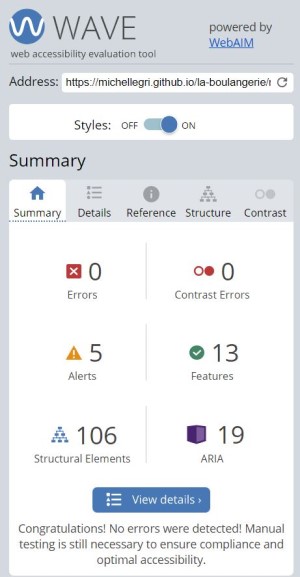 WAVE
powered by
WebAIM
web accessibility evaluation tool
Address: https://michellegri.github.io/la-boulangerie/r
Styles: OFF ON
Summary
Summary Details Reference Structure Contrast
0 0
Errors Contrast Errors
5 13
Alerts Features
106 19
Structural Elements ARIA
View details ›
Congratulations! No errors were detected! Manual
testing is still necessary to ensure compliance and
optimal accessibility.